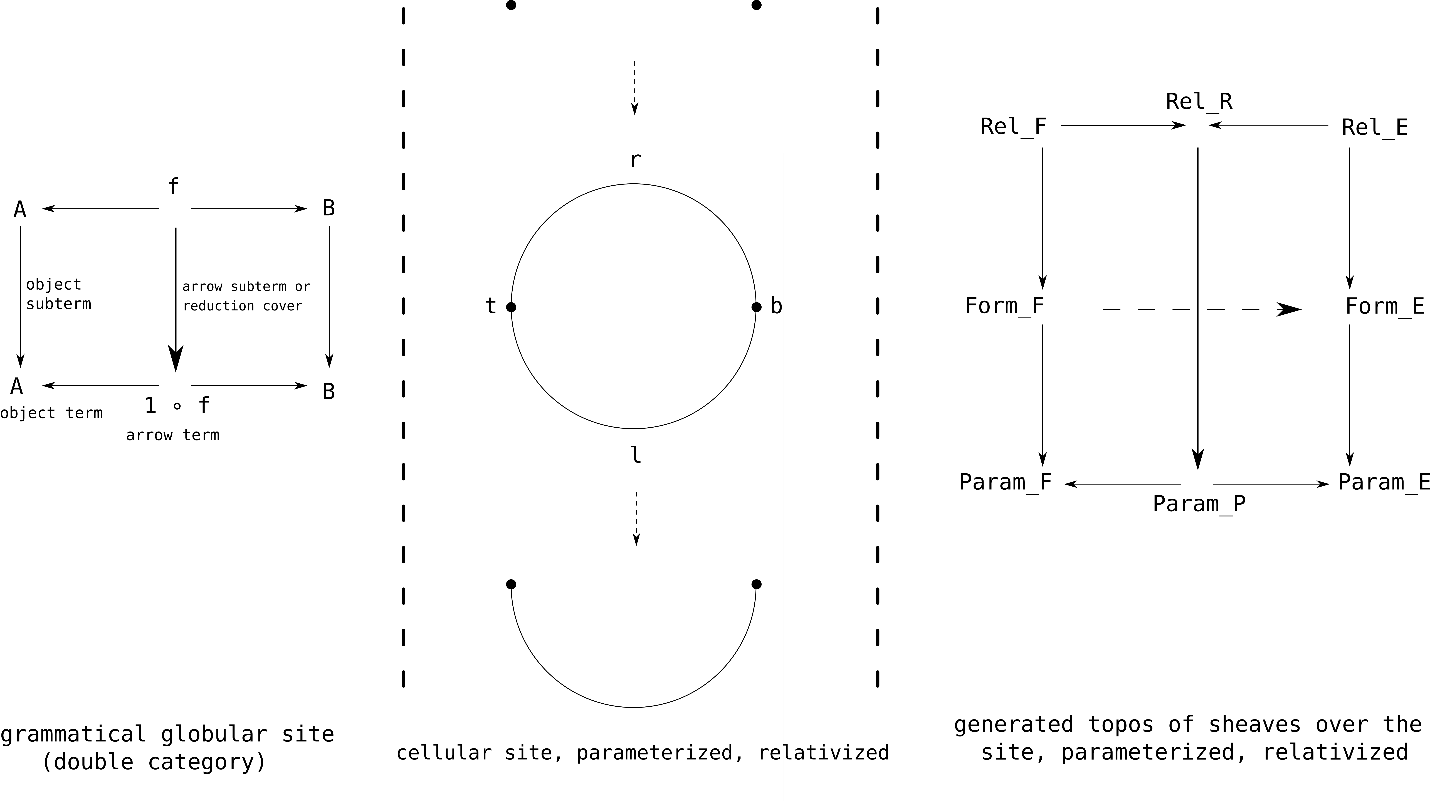 f
A
B
object
subterm
arrow subterm or
reduction cover
A
B
object term
1 ∘ f
arrow term
grammatical globular site
(double category)
r
t
b
l
cellular site, parameterized, relativized
Rel_R
Rel_F
Rel_E
Form_F
Form_E
Param_F
Param_E
Param_P
generated topos of sheaves over the
site, parameterized, relativized